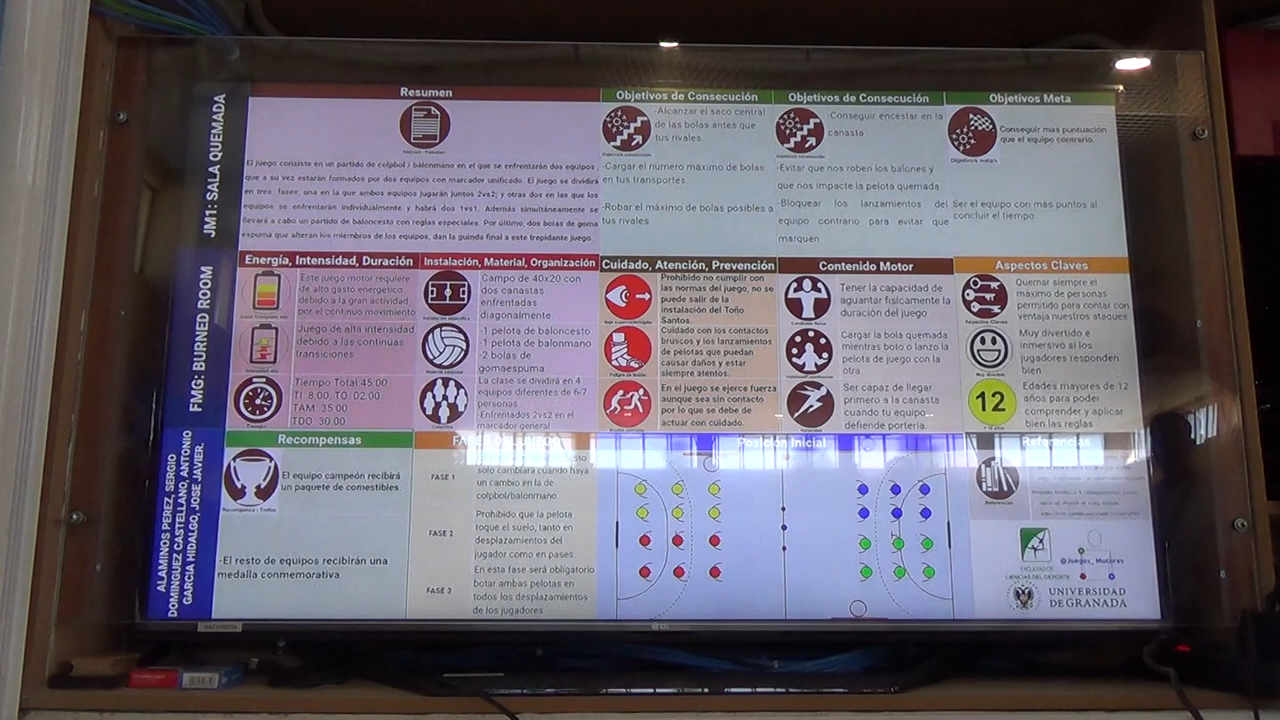 JM1: SALA QUEMADA
FMG: BURNED ROOM
ALAMINOS PEREZ, SERGIO
DOMINGUEZ CASTELLANO, ANTONIO
GARCIA HIDALGO, JOSE JAVIER.
Resumen
El juego consiste en un partido de colpbol / balonmano en el que se enfrentarán dos equipos
que a su vez estarán formados por dos equipos con marcador unificado. El juego se dividirá
en tres fases, una en la que ambos equipos jugarán juntos 2vs2; y otras dos en las que los
equipos se enfrentarán individualmente y habrá dos 1vs1. Además simultáneamente se
llevará a cabo un partido de baloncesto con reglas especiales. Por último, dos bolas de goma
espuma que alteran los miembros de los equipos, dan la guinda final a este trepidante juego
Objetivos de Consecución
-Alcanzar el saco central
de las bolas antes que
tus rivales.
-Cargar el número máximo de bolas
en tus transportes.
-Robar el máximo de bolas posibles a
tus rivales.
Objetivos de Consecución
-Conseguir encestar en la
canasta
-Evitar que nos roben los balones y
que nos impacte la pelota quemada.
-Bloquear los lanzamientos del
equipo contrario para evitar que
marquen
Objetivos Meta
Conseguir mas puntuación
que el equipo contrario.
Ser el equipo con más puntos al
concluir el tiempo
Energía, Intensidad, Duración
Este juego motor requiere
de alto gasto energético
debido a la gran actividad
por el continuo movimiento
Juego de alta intensidad
debido a las continuas
transiciones.
Tiempo
Tiempo Total 45:00
TI: 8:00, TO: 02:00
TAM: 35:00
TDO: 30:00
Instalación, Material, Organización
Campo de 40x20 con
dos canastas
enfrentadas
diagonalmente.
-1 pelota de baloncesto
-1 pelota de balonmano
-2 bolas de
gomaespuma
La clase se dividirá en 4
equipos diferentes de 6-7
personas
-Enfrentados 2vs2 en el
marcador general
Cuidado, Atención, Prevención
Prohibido no cumplir con
las normas del juego, no se
puede salir de la
instalación del Toño
Santos.
Cuidado con los contactos
bruscos y los lanzamientos
de pelotas que puedan
causar daños y estar
siempre atentos.
En el juego se ejerce fuerza
aunque sea sin contacto
por lo que se debe de
actuar con cuidado.
Contenido Motor
Tener la capacidad de
aguantar físicamente la
duración del juego
Cargar la bola quemada
mientras boto o lanzo la
pelota de juego con la
otra.
Ser capaz de llegar
primero a la canasta
cuando tu equipo
defiende portería.
Aspectos Claves
Aspectos Claves
Quemar siempre el
máximo de personas
permitido para contar con
ventaja nuestros ataques
Muy divertido e
inmersivo si los
jugadores responden
bien
12
Edades mayores de 12
años para poder
comprender y aplicar
bien las reglas
Recompensas
Recompensa - Trofeo
El equipo campeón recibirá
un paquete de comestibles.
-El resto de equipos recibirán una
medalla conmemorativa.
FASE 1
solo cambiará cuando haya
un cambio en la de
colpbol/balonmano.
FASE 2
Prohibido que la pelota
toque el suelo, tanto en
desplazamientos del
jugador como en pases.
FASE 3
En esta fase será obligatorio
botar ambas pelotas en
todos los desplazamientos
de los jugadores
Posición Inicial
Referencias
Referencias
FACULTAD DE
CIENCIAS DEL DEPORTE
@Juegos_Motores
UNIVERSIDAD
DE GRANADA
LG